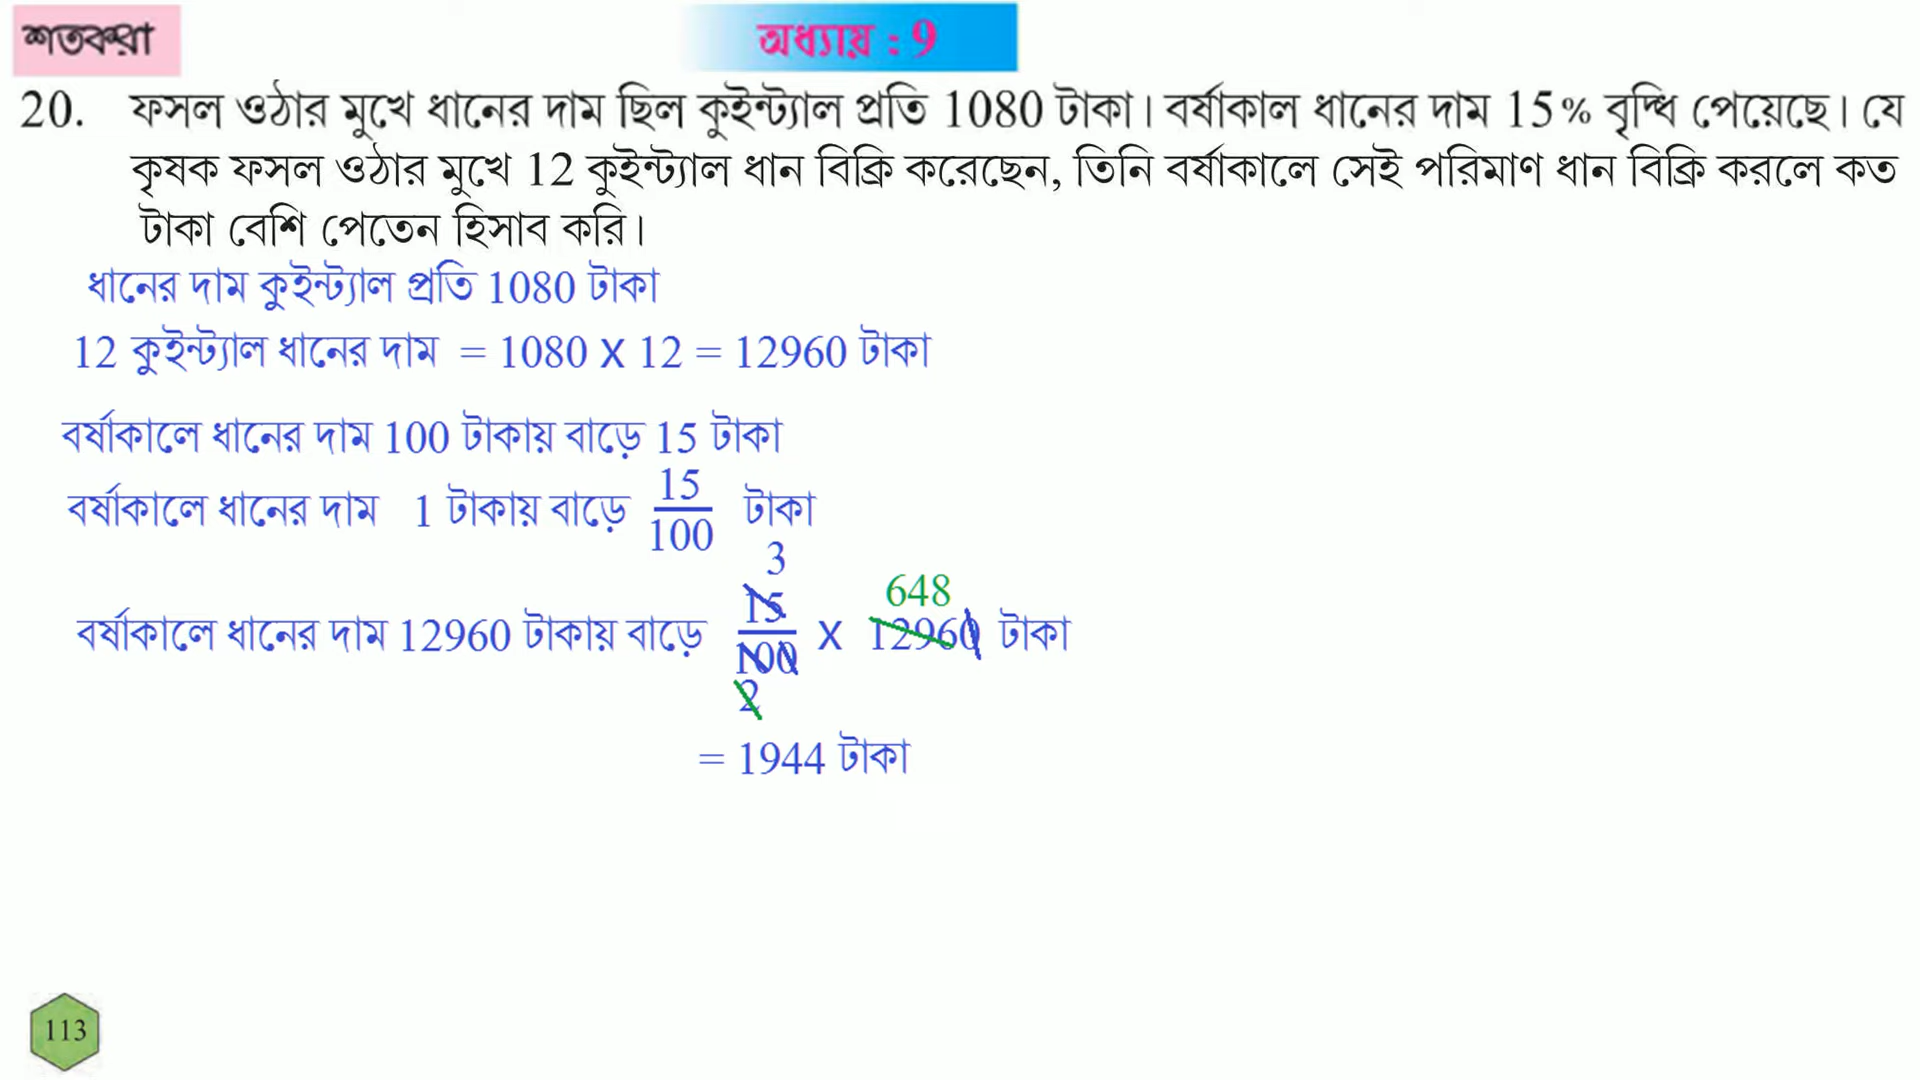 শতকরা
অধ্যায় : 9
20. ফসল ওঠার মুখে ধানের দাম ছিল কুইন্ট্যাল প্রতি 1080 টাকা। বর্ষাকাল ধানের দাম 15% বৃদ্ধি পেয়েছে। যে
কৃষক ফসল ওঠার মুখে 12 কুইন্ট্যাল ধান বিক্রি করেছেন, তিনি বর্ষাকালে সেই পরিমাণ ধান বিক্রি করলে কত
টাকা বেশি পেতেন হিসাব করি।
ধানের দাম কুইন্ট্যাল প্রতি 1080 টাকা
12 কুইন্ট্যাল ধানের দাম = 1080 X 12 = 12960 টাকা
বর্ষাকালে ধানের দাম 100 টাকায় বাড়ে 15 টাকা
বর্ষাকালে ধানের দাম 1 টাকায় বাড়ে 15/100 টাকা
3
648
বর্ষাকালে ধানের দাম 12960 টাকায় বাড়ে 15/100 X 12960 টাকা
2
= 1944 টাকা
113